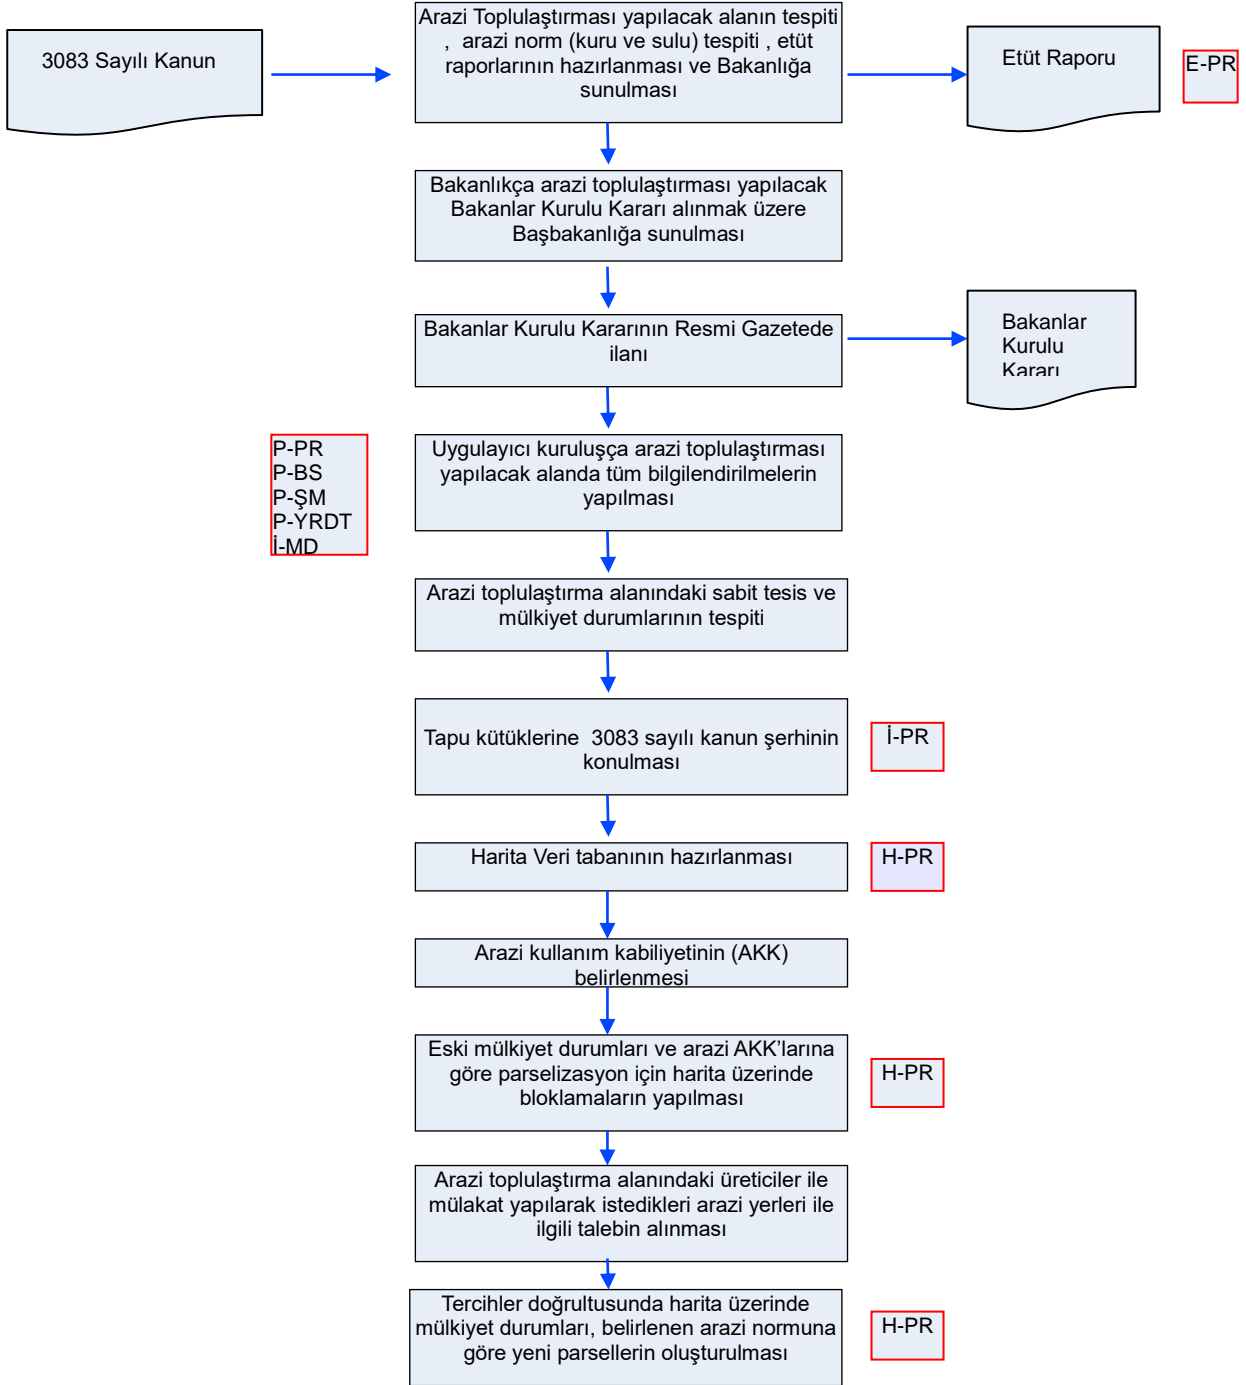 3083 Sayılı Kanun
Arazi Toplulaştırması yapılacak alanın tespiti
, arazi norm (kuru ve sulu) tespiti , etüt
raporlarının hazırlanması ve Bakanlığa
sunulması
Etüt Raporu
E-PR
Bakanlıkça arazi toplulaştırması yapılacak
Bakanlar Kurulu Kararı alınmak üzere
Başbakanlığa sunulması
Bakanlar Kurulu Kararının Resmi Gazetede
ilanı
Bakanlar
Kurulu
Kararı
P-PR
P-BS
P-ŞM
P-YRDT
İ-MD
Uygulayıcı kuruluşça arazi toplulaştırması
yapılacak alanda tüm bilgilendirilmelerin
yapılması
Arazi toplulaştırma alanındaki sabit tesis ve
mülkiyet durumlarının tespiti
Tapu kütüklerine 3083 sayılı kanun şerhinin
konulması
İ-PR
Harita Veri tabanının hazırlanması
H-PR
Arazi kullanım kabiliyetinin (AKK)
belirlenmesi
Eski mülkiyet durumları ve arazi AKK’larına
göre parselizasyon için harita üzerinde
bloklamaların yapılması
H-PR
Arazi toplulaştırma alanındaki üreticiler ile
mülakat yapılarak istedikleri arazi yerleri ile
ilgili talebin alınması
Tercihler doğrultusunda harita üzerinde
mülkiyet durumları, belirlenen arazi normuna
göre yeni parsellerin oluşturulması
H-PR